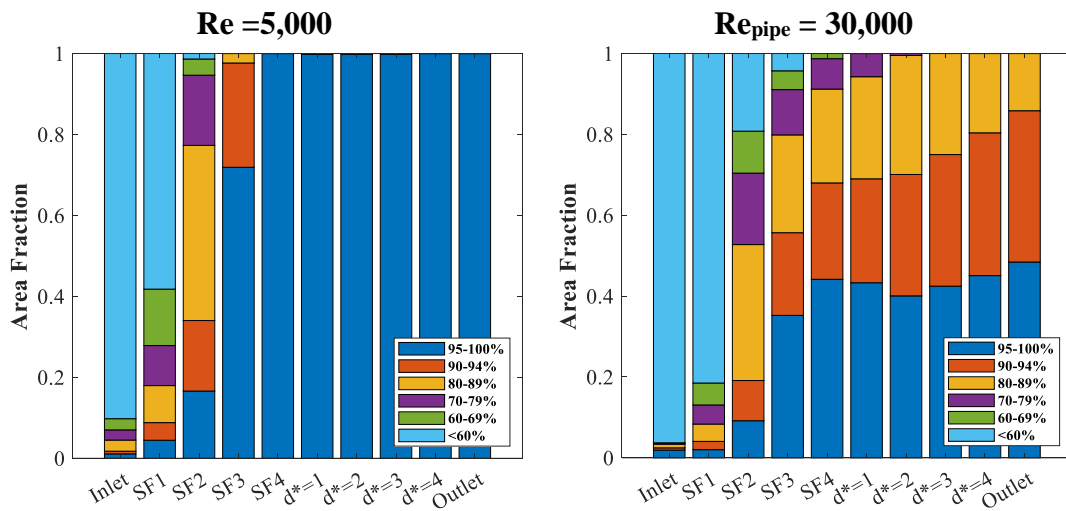 Re =5,000
Area Fraction
1
0.8
0.6
0.4
0.2
0
95-100%
90-94%
80-89%
70-79%
60-69%
<60%
Inlet
SF1
SF2
SF3
SF4
d*=1
d*=2
d*=3
d*=4
Outlet
Repipe = 30,000
Area Fraction
1
0.8
0.6
0.4
0.2
0
95-100%
90-94%
80-89%
70-79%
60-69%
<60%
Inlet
SF1
SF2
SF3
SF4
d*=1
d*=2
d*=3
d*=4
Outlet